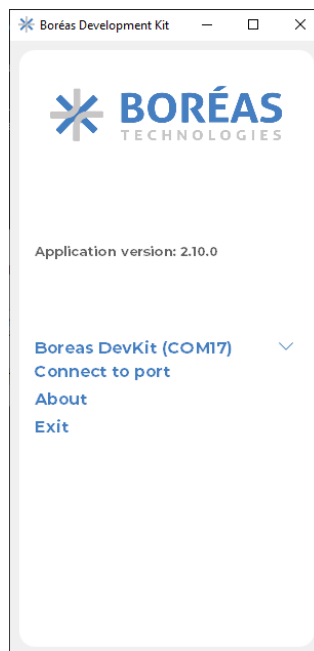 Boréas Development Kit
BORÉAS
TECHNOLOGIES
Application version: 2.10.0
Boreas DevKit (COM17)
Connect to port
About
Exit